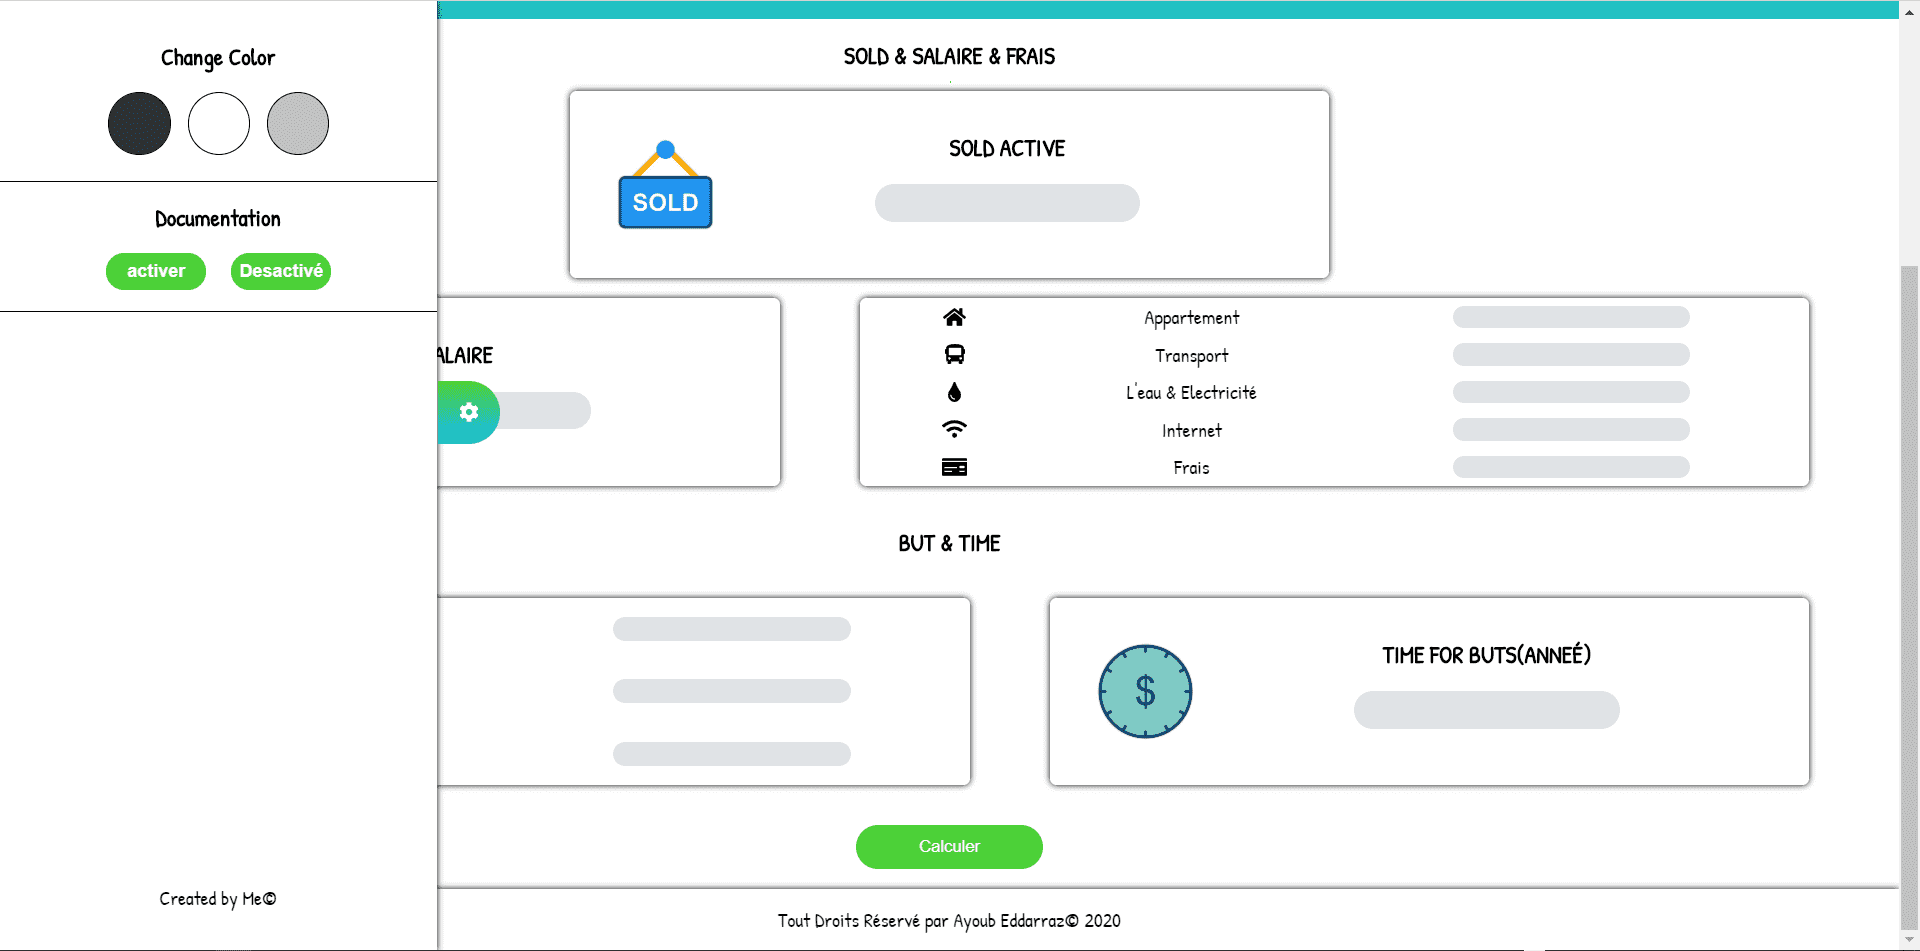 Change Color
Documentation
activer
Desactivé
Created by Me©
SOLD & SALAIRE & FRAIS
SOLD
SOLD ACTIVE
ALAIRE
Appartement
Transport
L'eau & Electricité
Internet
Frais
BUT & TIME
$
TIME FOR BUTS(ANNEÉ)
Calculer
Tout Droits Réservé par Ayoub Eddarraz© 2020